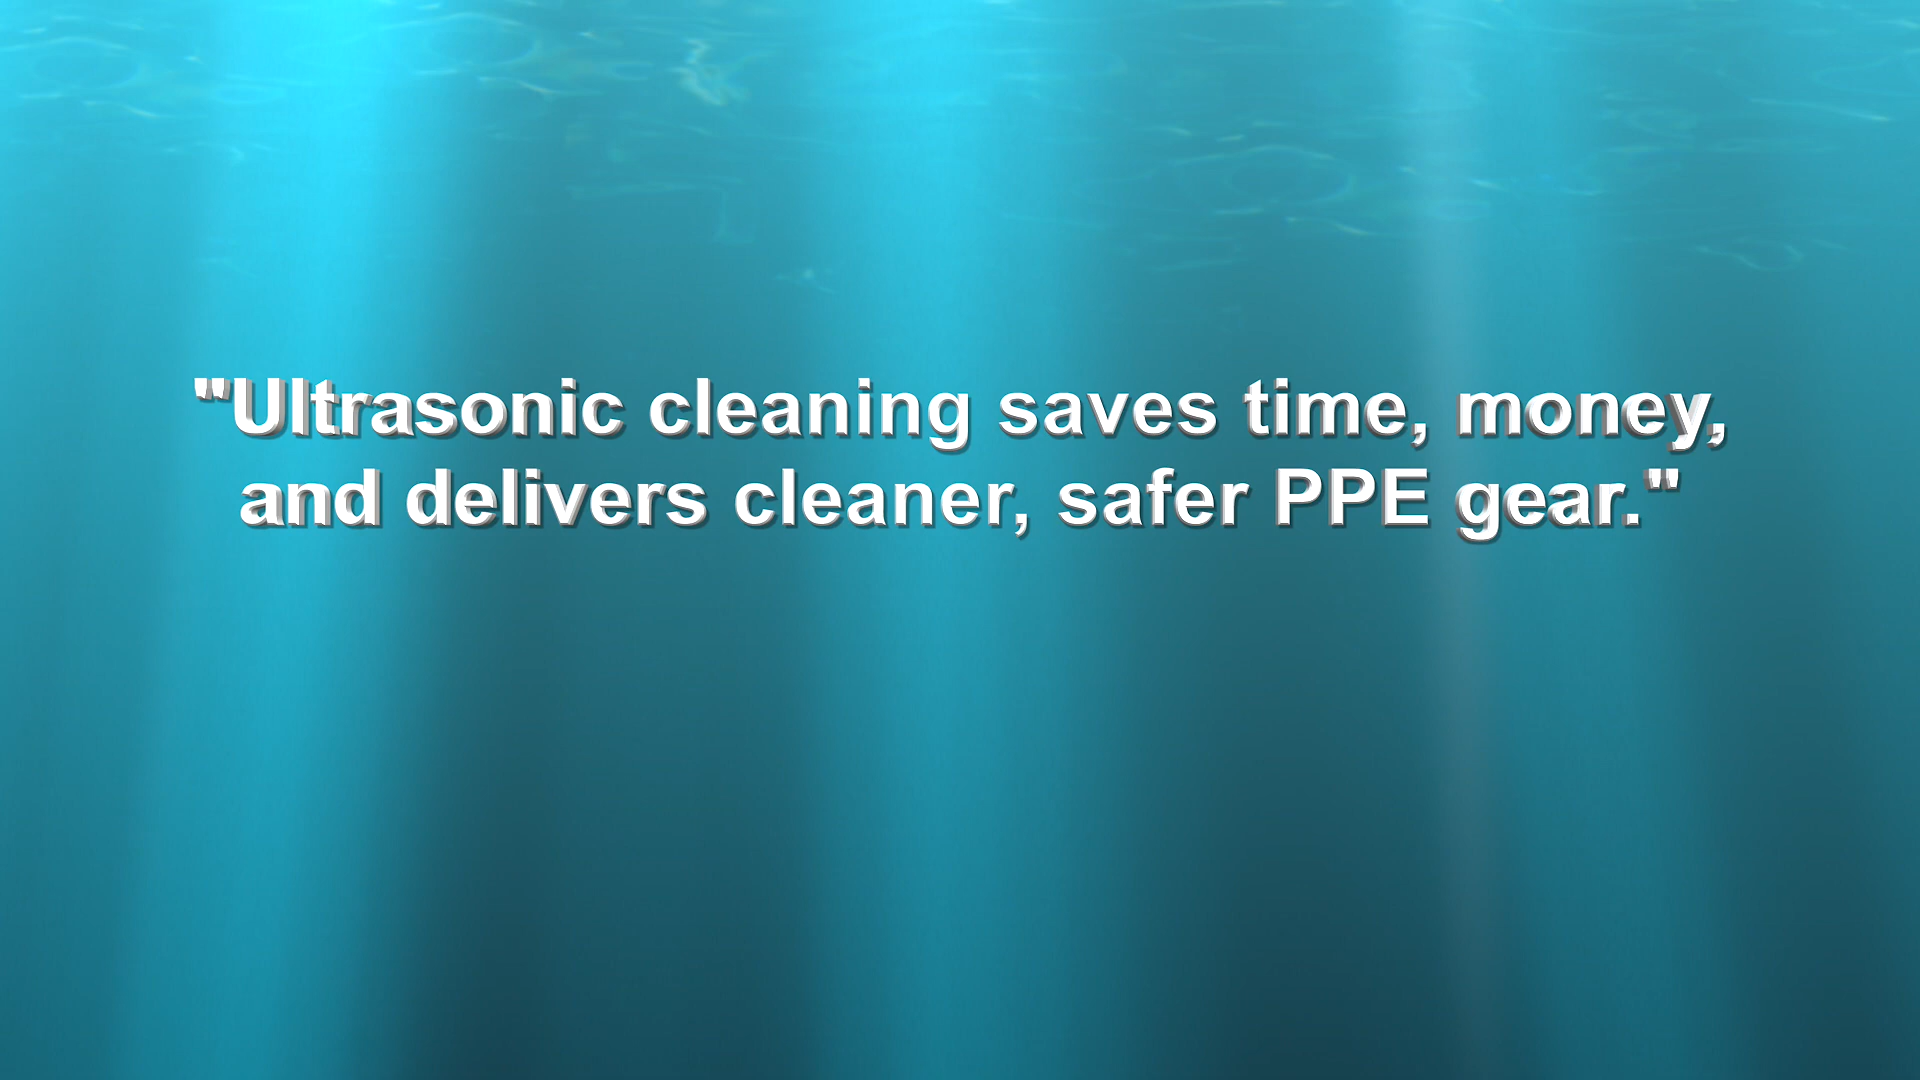 "Ultrasonic cleaning saves time, money,
and delivers cleaner, safer PPE gear."